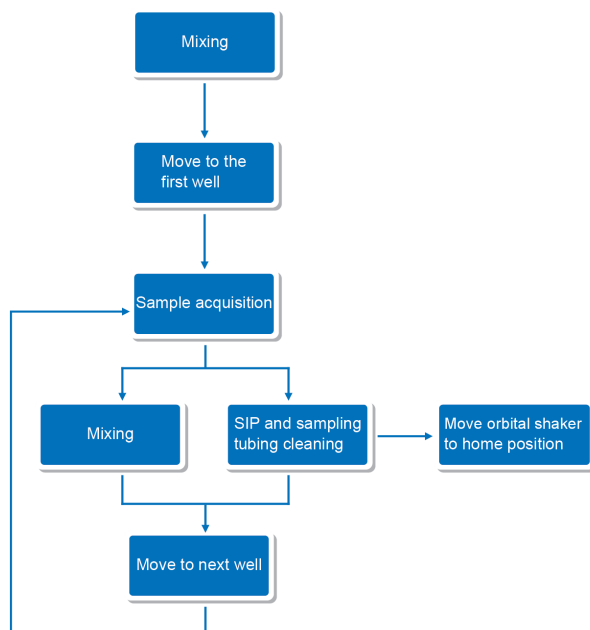 Mixing
Move to the
first well
Sample acquisition
Mixing
SIP and sampling
tubing cleaning
Move orbital shaker
to home position
Move to next well